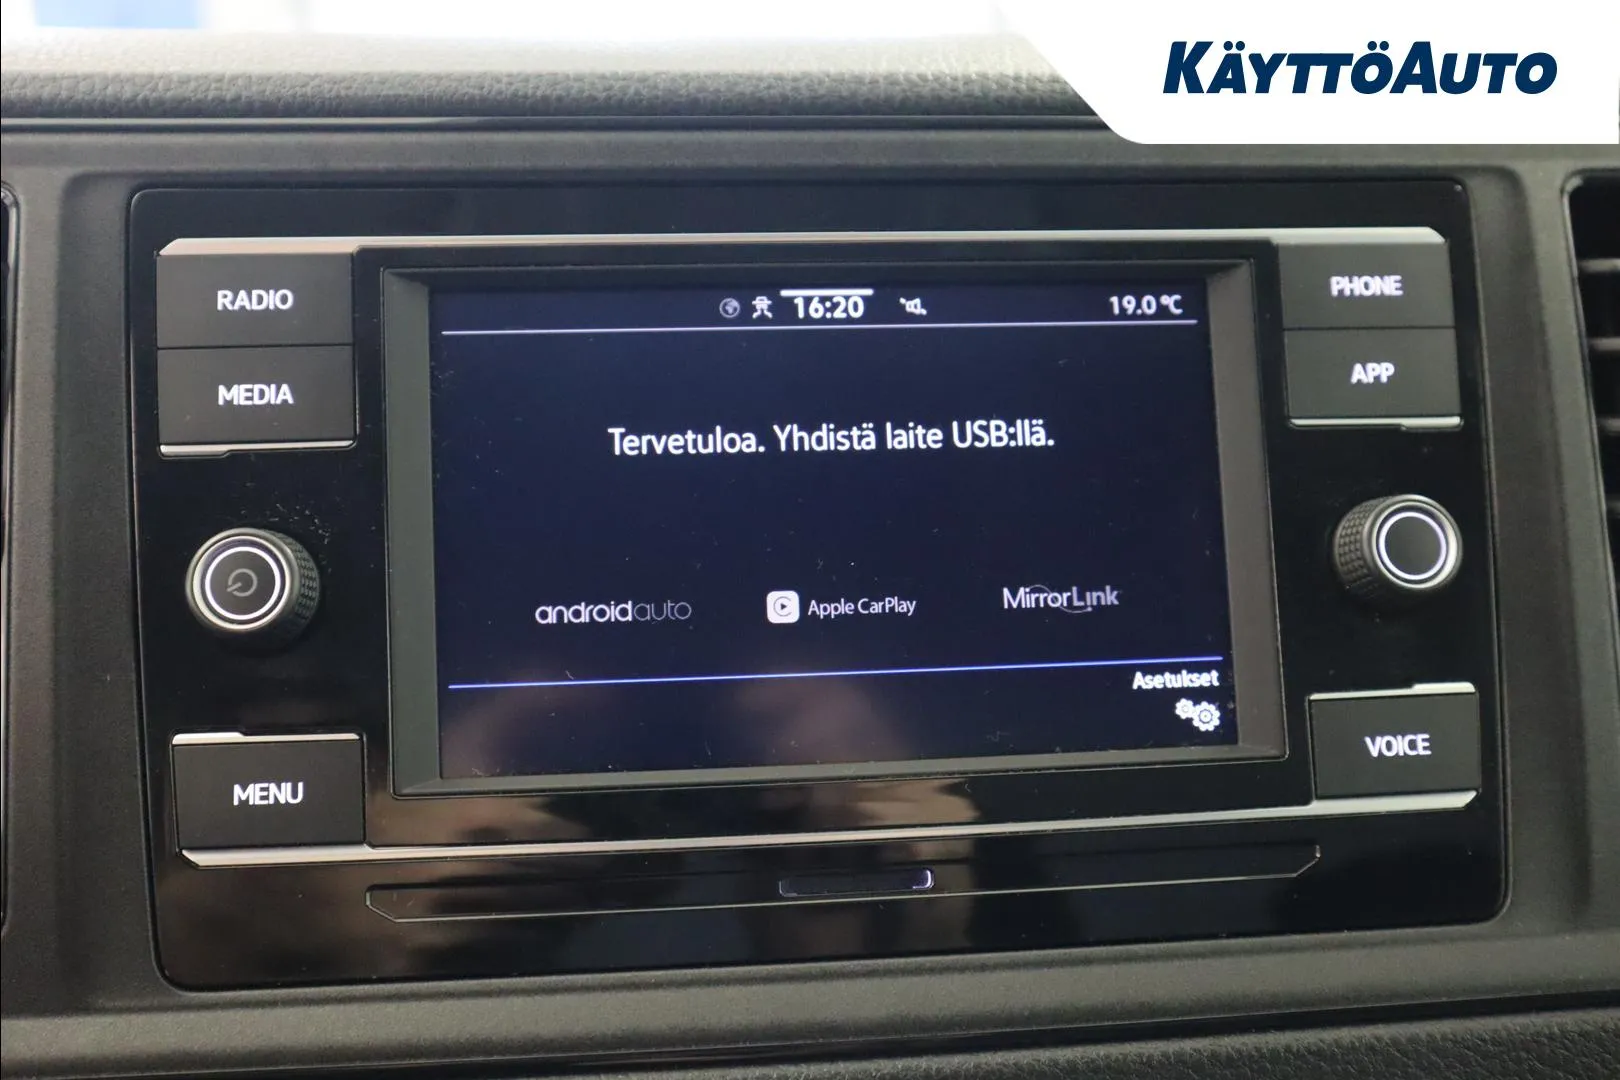 KÄYTTÖAUTO
RADIO
MEDIA
MENU
16:20
19.0°C
Tervetuloa. Yhdistä laite USB:llä.
androidauto
Apple CarPlay
MirrorLink
Asetukset
PHONE
APP
VOICE